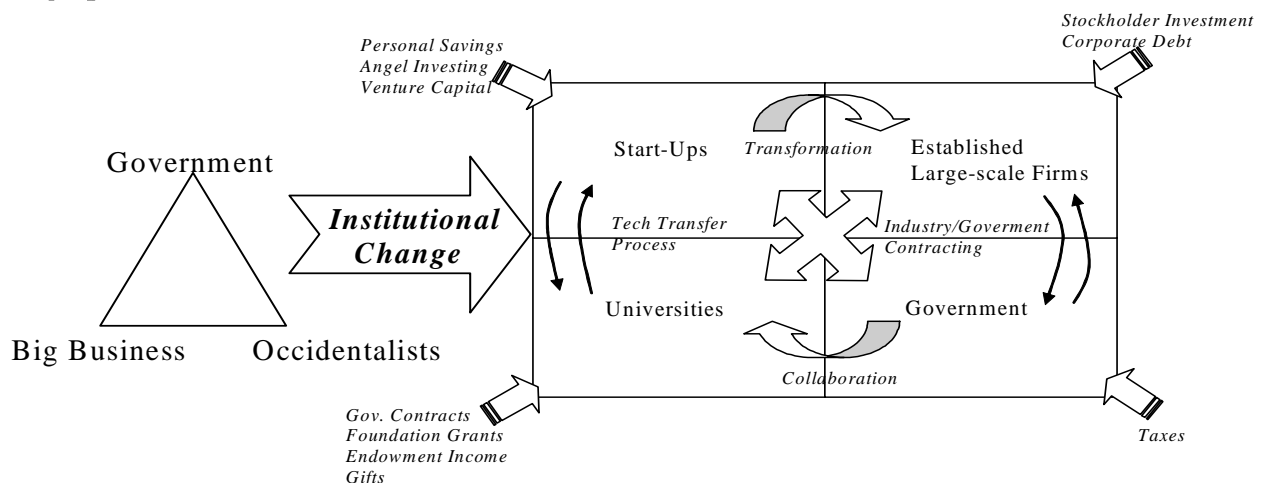 Stockholder Investment
Corporate Debt
Personal Savings
Angel Investing
Venture Capital
Government
Big Business
Occidentalists
Institutional
Change
Start-Ups
Transformation
Established
Large-scale Firms
Tech Transfer
Process
Industry/Goverment
Contracting
Universities
Government
Collaboration
Gov. Contracts
Foundation Grants
Endowment Income
Gifts
Taxes